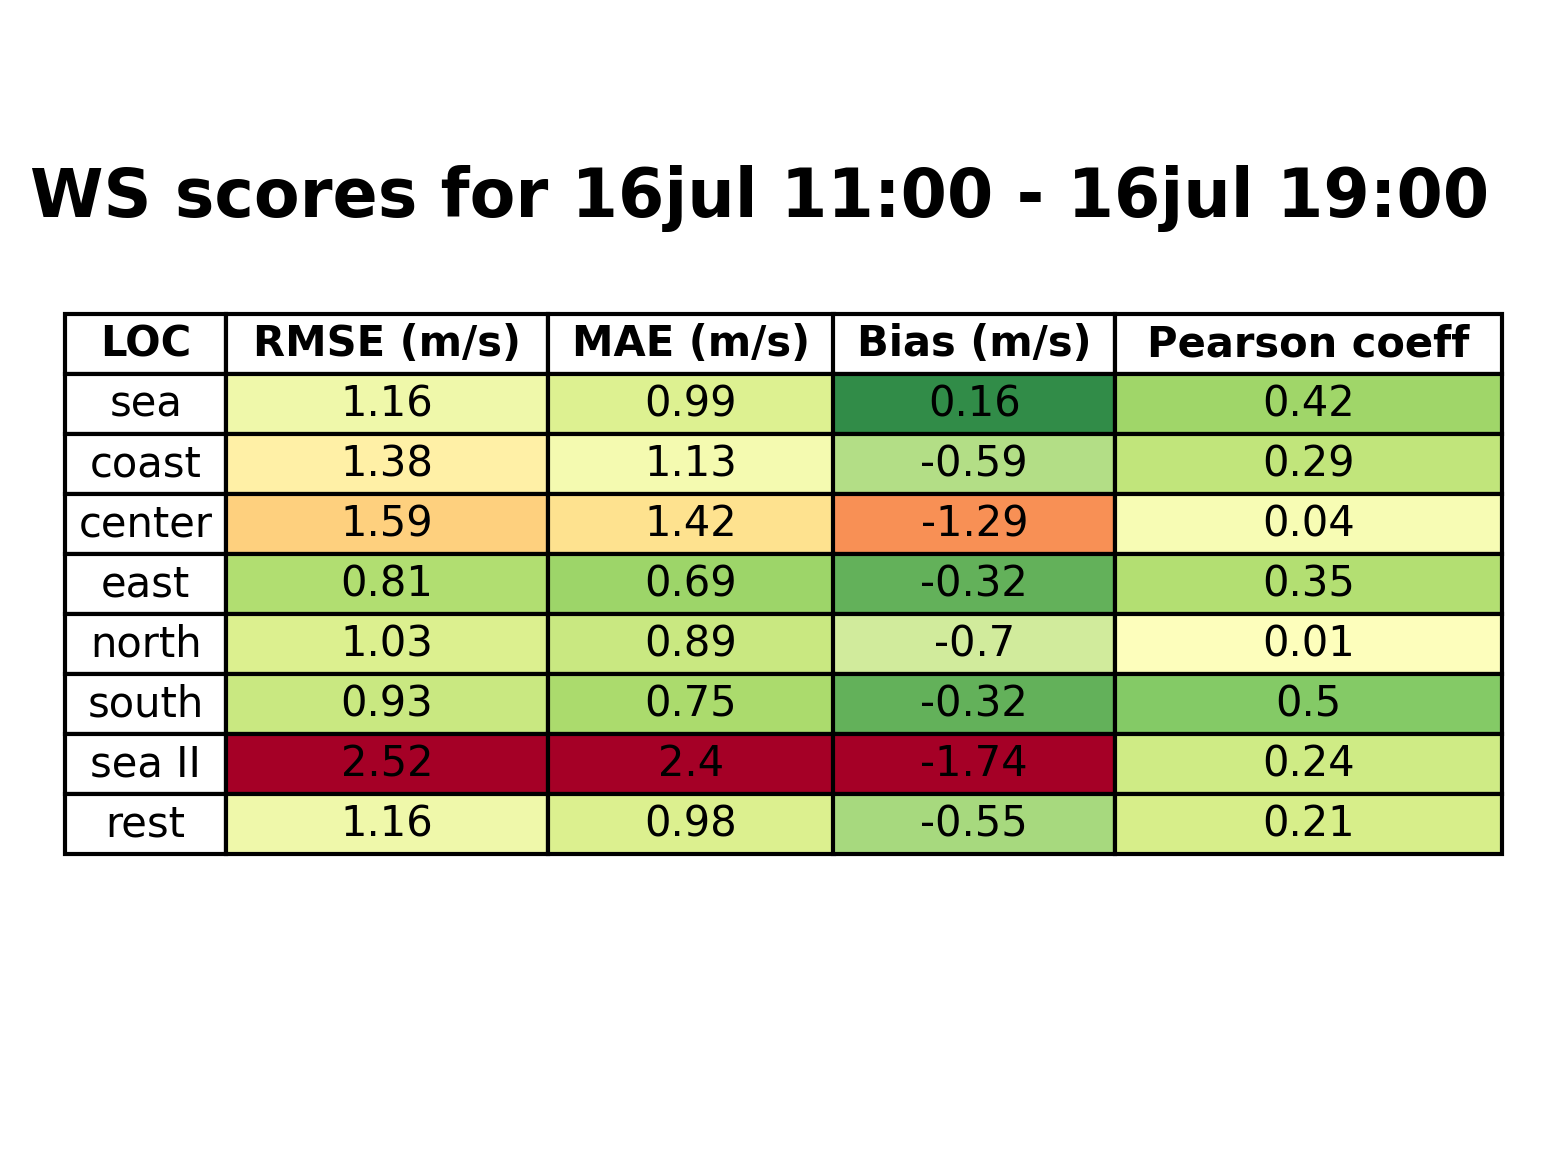 WS scores for 16jul 11:00 - 16jul 19:00
LOC RMSE (m/s) MAE (m/s) Bias (m/s) Pearson coeff
sea 1.16 0.99 0.16 0.42
coast 1.38 1.13 -0.59 0.29
center 1.59 1.42 -1.29 0.04
east 0.81 0.69 -0.32 0.35
north 1.03 0.89 -0.7 0.01
south 0.93 0.75 -0.32 0.5
sea II 2.52 2.4 -1.74 0.24
rest 1.16 0.98 -0.55 0.21